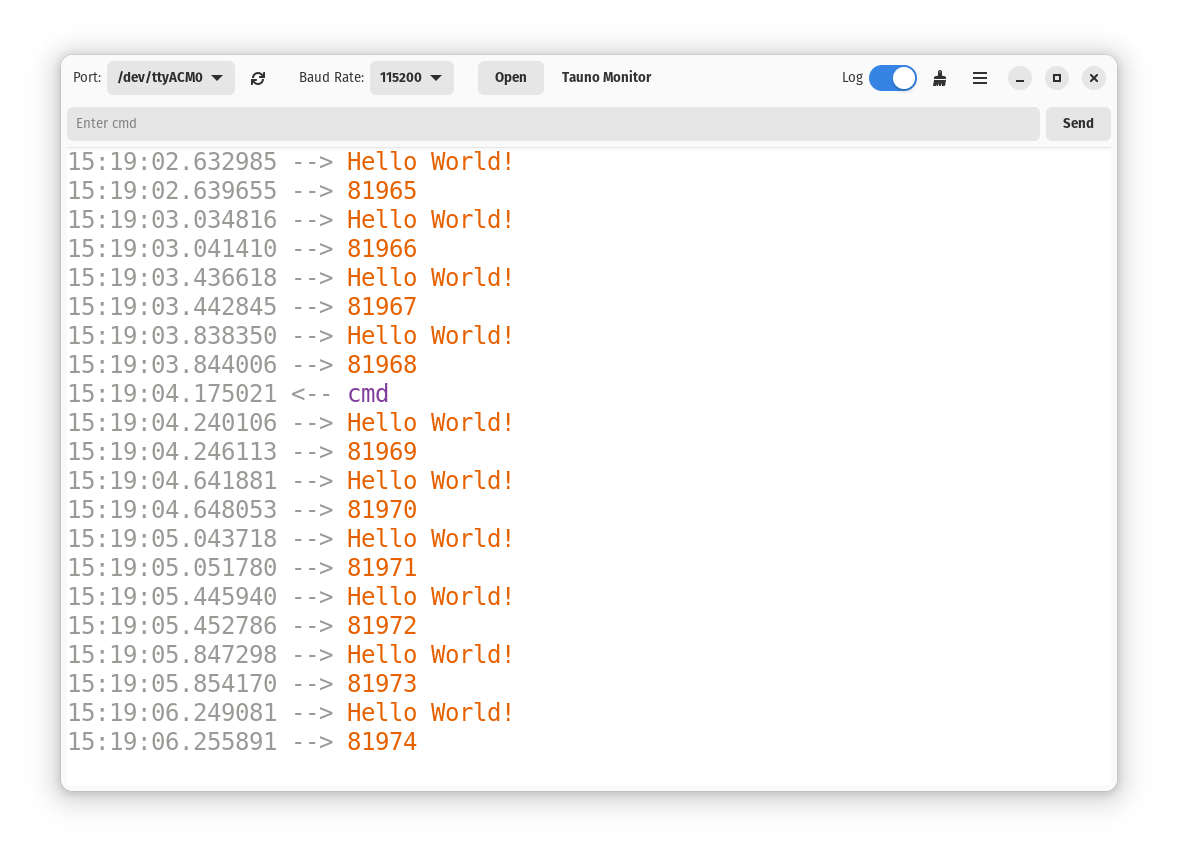 Port: /dev/ttyACM0 Baud Rate: 115200 Open Tauno Monitor Log
Enter cmd Send
15:19:02.632985 --> Hello World!
15:19:02.639655 --> 81965
15:19:03.034816 --> Hello World!
15:19:03.041410 --> 81966
15:19:03.436618 --> Hello World!
15:19:03.442845 --> 81967
15:19:03.838350 --> Hello World!
15:19:03.844006 --> 81968
15:19:04.175021 <-- cmd
15:19:04.240106 --> Hello World!
15:19:04.246113 --> 81969
15:19:04.641881 --> Hello World!
15:19:04.648053 --> 81970
15:19:05.043718 --> Hello World!
15:19:05.051780 --> 81971
15:19:05.445940 --> Hello World!
15:19:05.452786 --> 81972
15:19:05.847298 --> Hello World!
15:19:05.854170 --> 81973
15:19:06.249081 --> Hello World!
15:19:06.255891 --> 81974